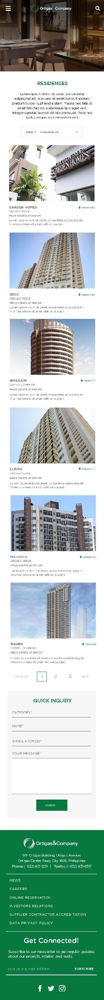 Ortigas&Company
RESIDENCES
Lorem ipsum dolor sit amet, consectetur
adipiscing elit. Aliquam sit amet turpis tincidunt,
pretium turpis in, pharetra diam. Mauris nec felis sit
amet felis facilisis scelerisque quis eget velit.
Integer egestas laoreet elit id consequat. Proin nec
luctus neque, eu elementum orci
VIEW A RESIDENCES
CIRCULO VERDE
GARDEN HOMES
GARDEN HOMES
Quezon City
CIRCULO VERDE
PRICE STARTS AT PHP 2M
Lorem ipsum dolor sit amet, consectetur adipiscing elit.
Vivamus ornare sit amet velit vel suscipit.
IBIZA
Quezon City
CIRCULO VERDE
PRICE STARTS AT PHP 2M
Lorem ipsum dolor sit amet, consectetur adipiscing elit.
Vivamus ornare sit amet velit vel suscipit.
IMPERIUM
Pasig City
CAPITOL COMMONS
PRICE STARTS AT PHP 2M
Lorem ipsum dolor sit amet, consectetur adipiscing elit.
Vivamus ornare sit amet velit vel suscipit.
LLEIDA
Quezon City
CIRCULO VERDE
PRICE STARTS AT PHP 2M
Lorem ipsum dolor sit amet, consectetur adipiscing elit.
Vivamus ornare sit amet velit vel suscipit.
MAJORCA
Quezon City
CIRCULO VERDE
PRICE STARTS AT PHP 2M
Lorem ipsum dolor sit amet, consectetur adipiscing elit.
Vivamus ornare sit amet velit vel suscipit.
MAVEN
Pasig City
CAPITOL COMMONS
PRICE STARTS AT PHP 2M
Lorem ipsum dolor sit amet, consectetur adipiscing elit.
Vivamus ornare sit amet velit vel suscipit.
PREVIOUS 1 2 3 NEXT
QUICK INQUIRY
CATEGORY*
NAME*
E-MAIL ADDRESS*
YOUR MESSAGE*
SUBMIT
Ortigas&Company
9/F Ortigas Building, Ortigas Avenue,
Ortigas Center, Pasig City, 1605, Philippines
Phone: (+632) 631-1231 | Telefax: (+632) 631-6517
NEWS
CAREERS
ONLINE RESERVATION
INVESTORS RELATIONS
SUPPLIER CONTRACTOR ACCREDITATION
DATA PRIVACY POLICY
Get Connected!
Subscribe to our newsletter to get regular updates
about our projects, estates, and malls.
Type your E-mail Address SUBSCRIBE